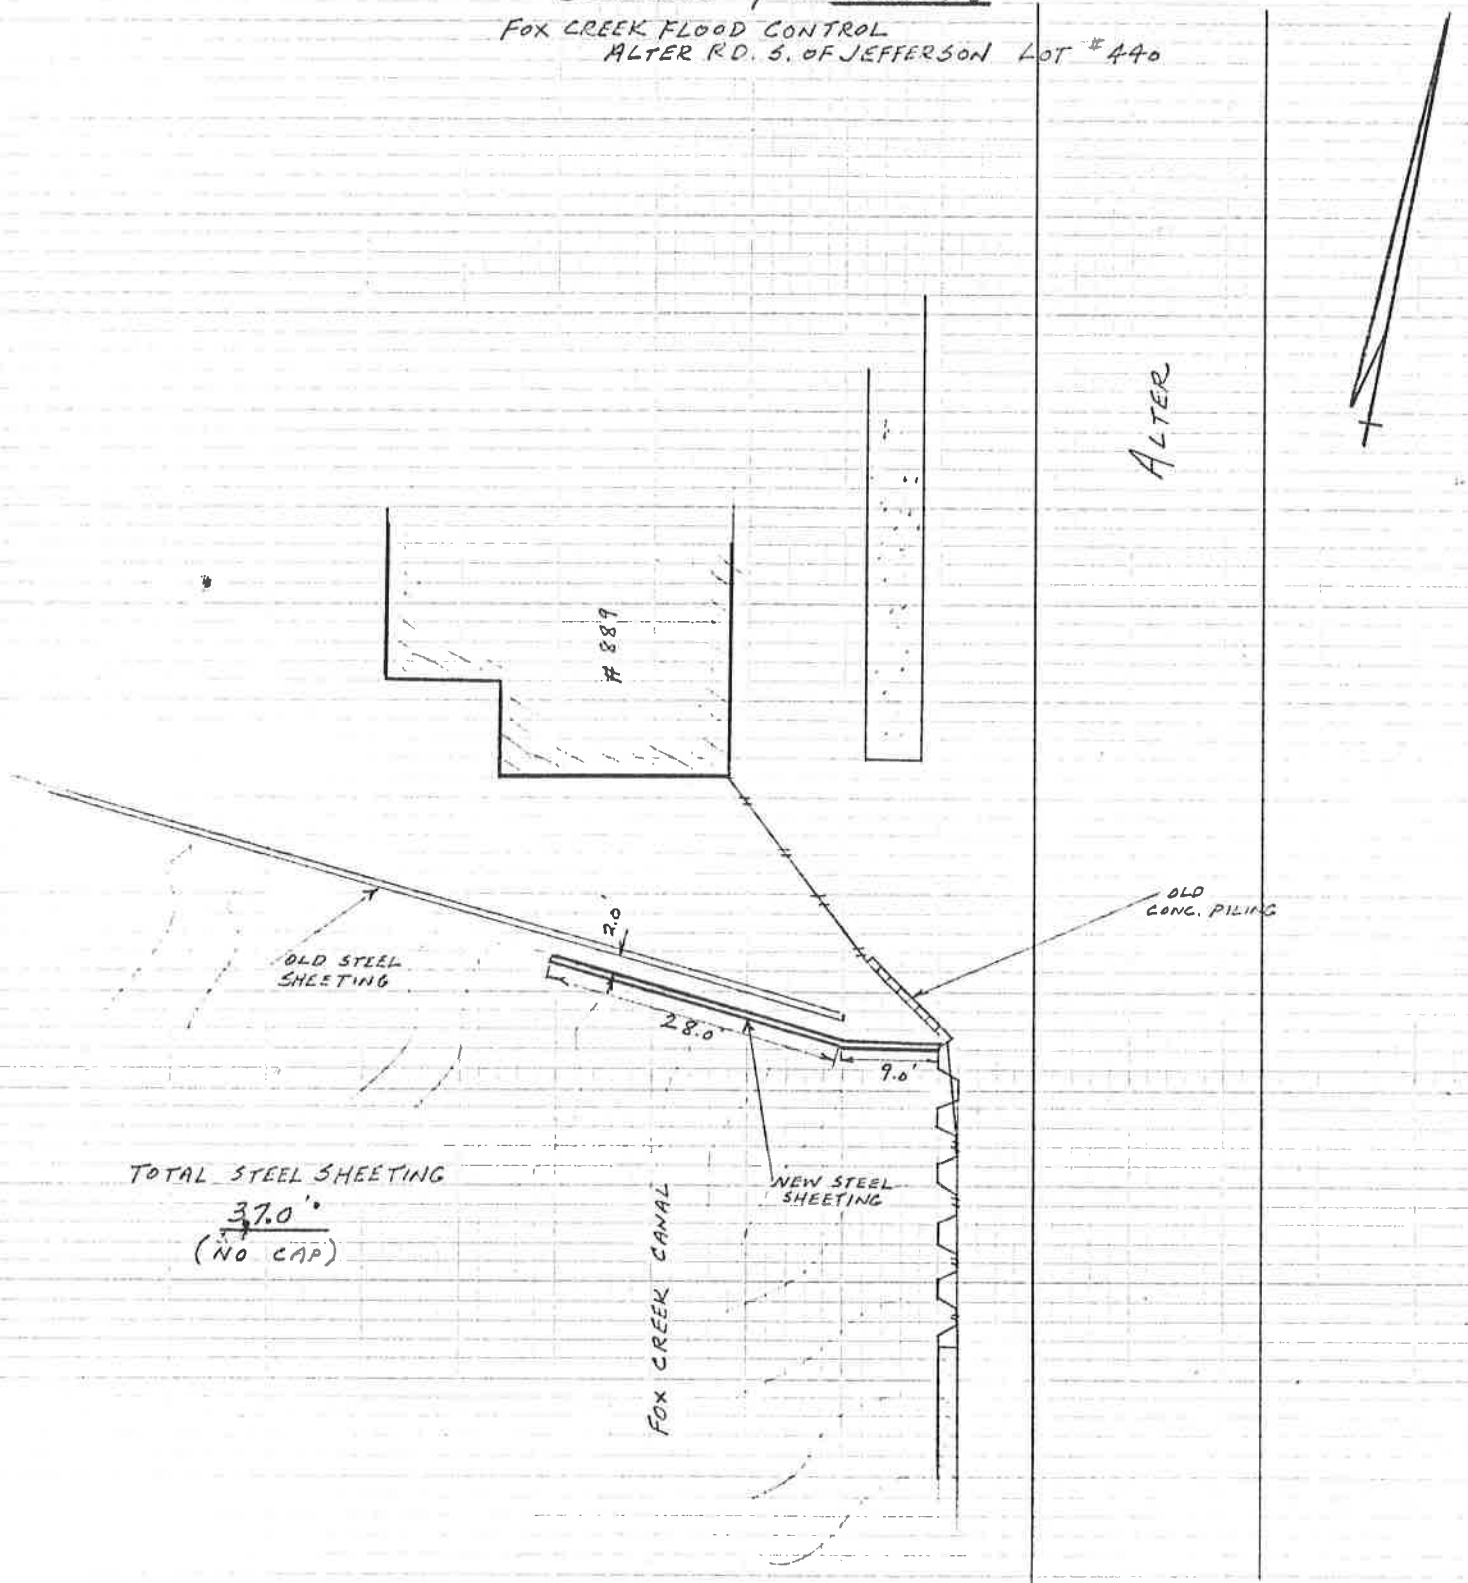 FOX CREEK FLOOD CONTROL
ALTER RD. S. OF JEFFERSON LOT #440
ALTER
# 889
OLD
CONC. PILING
2.0
OLD STEEL
SHEETING
28.0'
9.0'
TOTAL STEEL SHEETING
37.0'
(NO CAP)
NEW STEEL
SHEETING
FOX CREEK CANAL